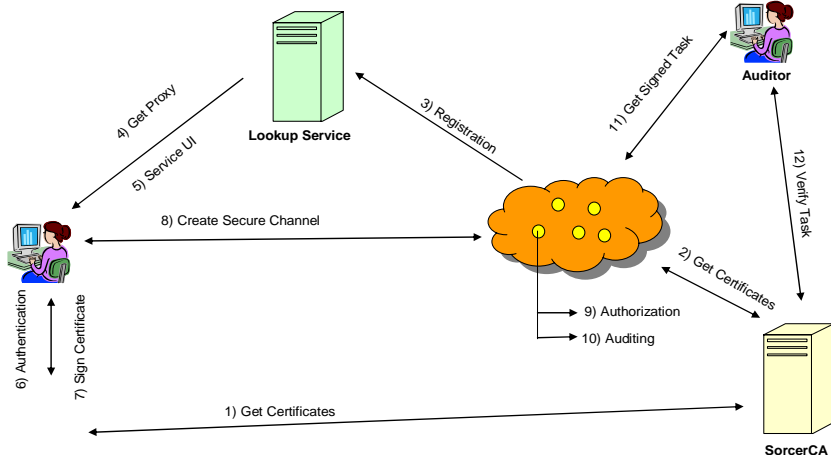 Auditor
11) Get Signed Task
4) Get Proxy
3) Registration
Lookup Service
5) Service UI
12) Verify Task
8) Create Secure Channel
2) Get Certificates
6) Authentication
7) Sign Certificate
9) Authorization
10) Auditing
1) Get Certificates
SorcerCA